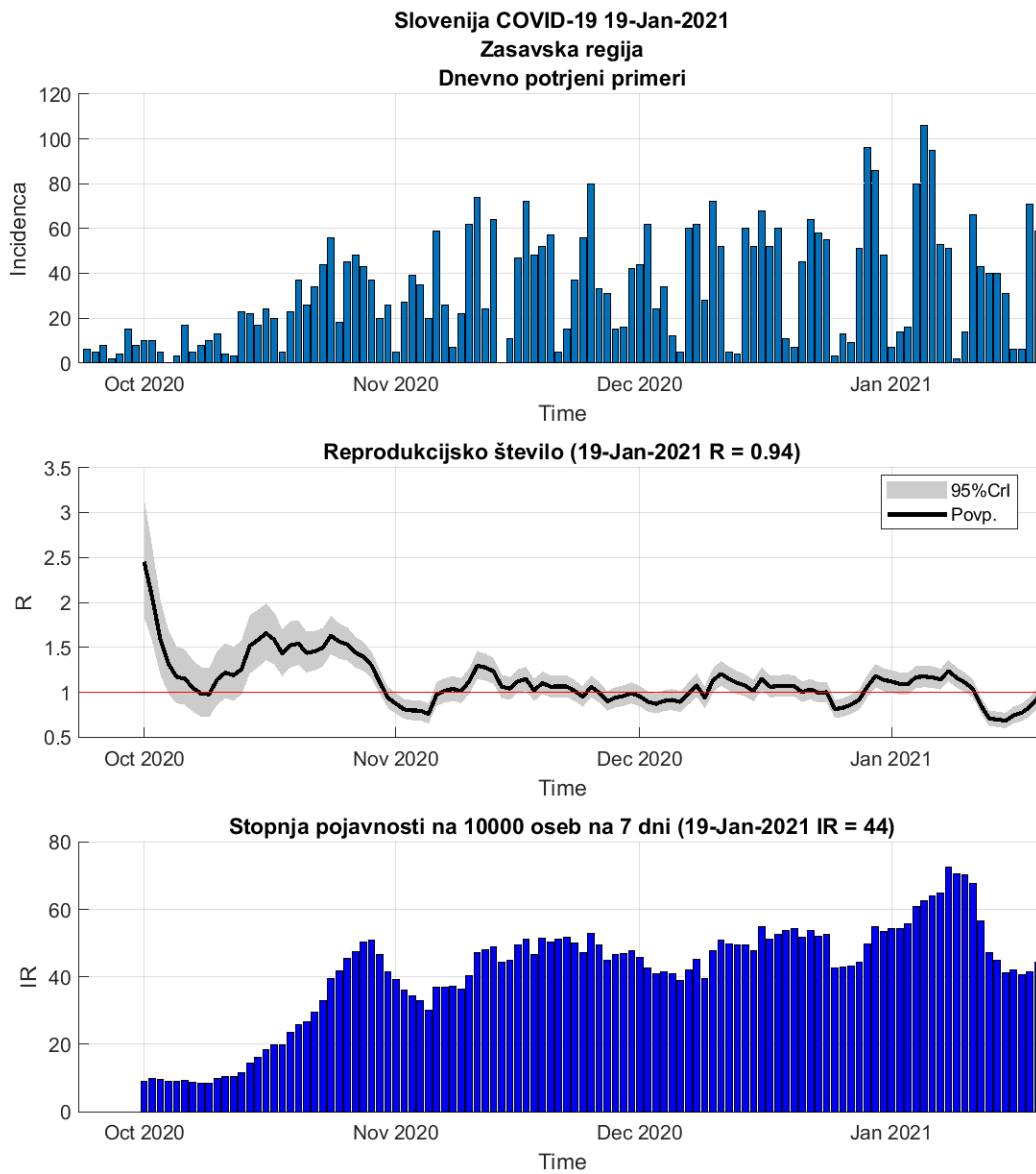 Slovenija COVID-19 19-Jan-2021
Zasavska regija
Dnevno potrjeni primeri
120
100
80
60
40
20
0
Incidenca
Oct 2020 Nov 2020 Dec 2020 Jan 2021
Time
Reprodukcijsko število (19-Jan-2021 R = 0.94)
3.5
3
2.5
2
1.5
1
0.5
R
95%CrI
Povp.
Oct 2020 Nov 2020 Dec 2020 Jan 2021
Time
Stopnja pojavnosti na 10000 oseb na 7 dni (19-Jan-2021 IR = 44)
80
60
40
20
0
IR
Oct 2020 Nov 2020 Dec 2020 Jan 2021
Time